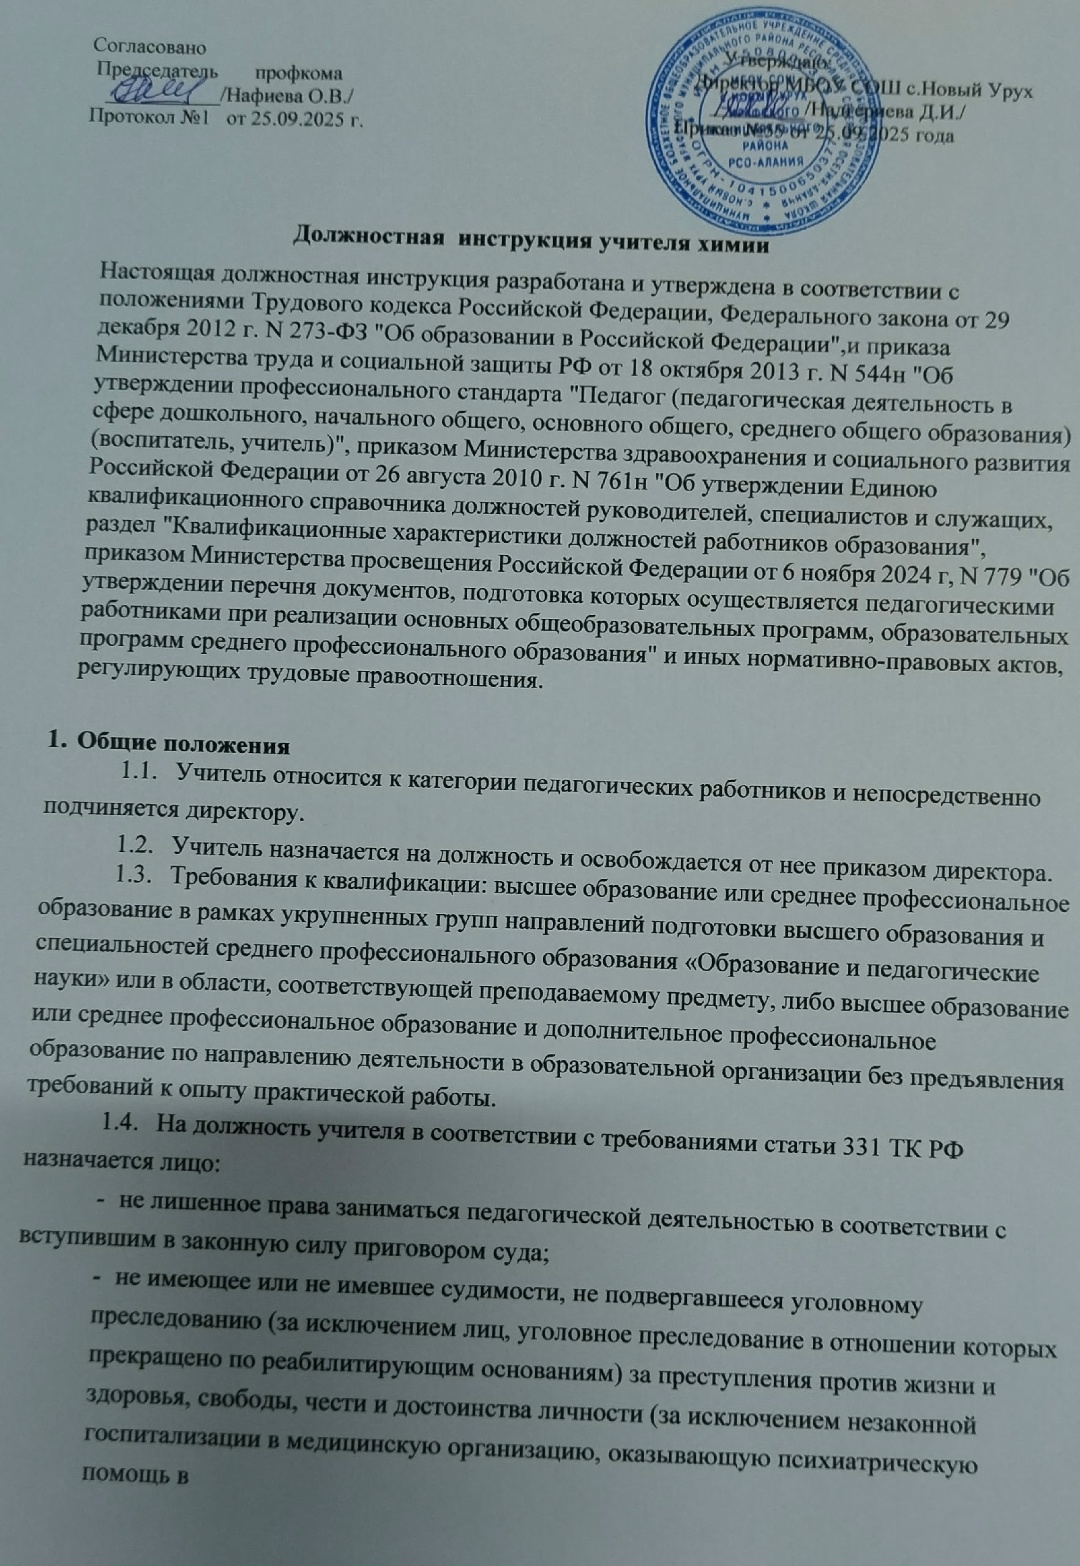 Согласовано
Председатель профкома
/Нафиева О.В./
Протокол №1 от 25.09.2025 г.
Утверждаю
Директор МБОУ СОШ с.Новый Урух
Приказ от 25.09.2025 года
РАЙОНА
РСО-АЛАНИЯ
Должностная инструкция учителя химии
Настоящая должностная инструкция разработана и утверждена в соответствии с
положениями Трудового кодекса Российской Федерации, Федерального закона от 29
декабря 2012 г. N 273-ФЗ "Об образовании в Российской Федерации",и приказа
Министерства труда и социальной защиты РФ от 18 октября 2013 г. N 544н "Об
утверждении профессионального стандарта "Педагог (педагогическая деятельность в
сфере дошкольного, начального общего, основного общего, среднего общего образования)
(воспитатель, учитель)", приказом Министерства здравоохранения и социального развития
Российской Федерации от 26 августа 2010 г. N 761н "Об утверждении Единою
квалификационного справочника должностей руководителей, специалистов и служащих,
раздел "Квалификационные характеристики должностей работников образования",
приказом Министерства просвещения Российской Федерации от 6 ноября 2024 г, N 779 "Об
утверждении перечня документов, подготовка которых осуществляется педагогическими
работниками при реализации основных общеобразовательных программ, образовательных
программ среднего профессионального образования" и иных нормативно-правовых актов,
регулирующих трудовые правоотношения.
1. Общие положения
1.1. Учитель относится к категории педагогических работников и непосредственно
подчиняется директору.
1.2. Учитель назначается на должность и освобождается от нее приказом директора.
1.3. Требования к квалификации: высшее образование или среднее профессиональное
образование в рамках укрупненных групп направлений подготовки высшего образования и
специальностей среднего профессионального образования «Образование и педагогические
науки» или в области, соответствующей преподаваемому предмету, либо высшее образование
или среднее профессиональное образование и дополнительное профессиональное
образование по направлению деятельности в образовательной организации без предъявления
требований к опыту практической работы.
1.4. На должность учителя в соответствии с требованиями статьи 331 ТК РФ
назначается лицо:
- не лишенное права заниматься педагогической деятельностью в соответствии с
вступившим в законную силу приговором суда;
- не имеющее или не имевшее судимости, не подвергавшееся уголовному
преследованию (за исключением лиц, уголовное преследование в отношении которых
прекращено по реабилитирующим основаниям) за преступления против жизни и
здоровья, свободы, чести и достоинства личности (за исключением незаконной
госпитализации в медицинскую организацию, оказывающую психиатрическую
помощь в